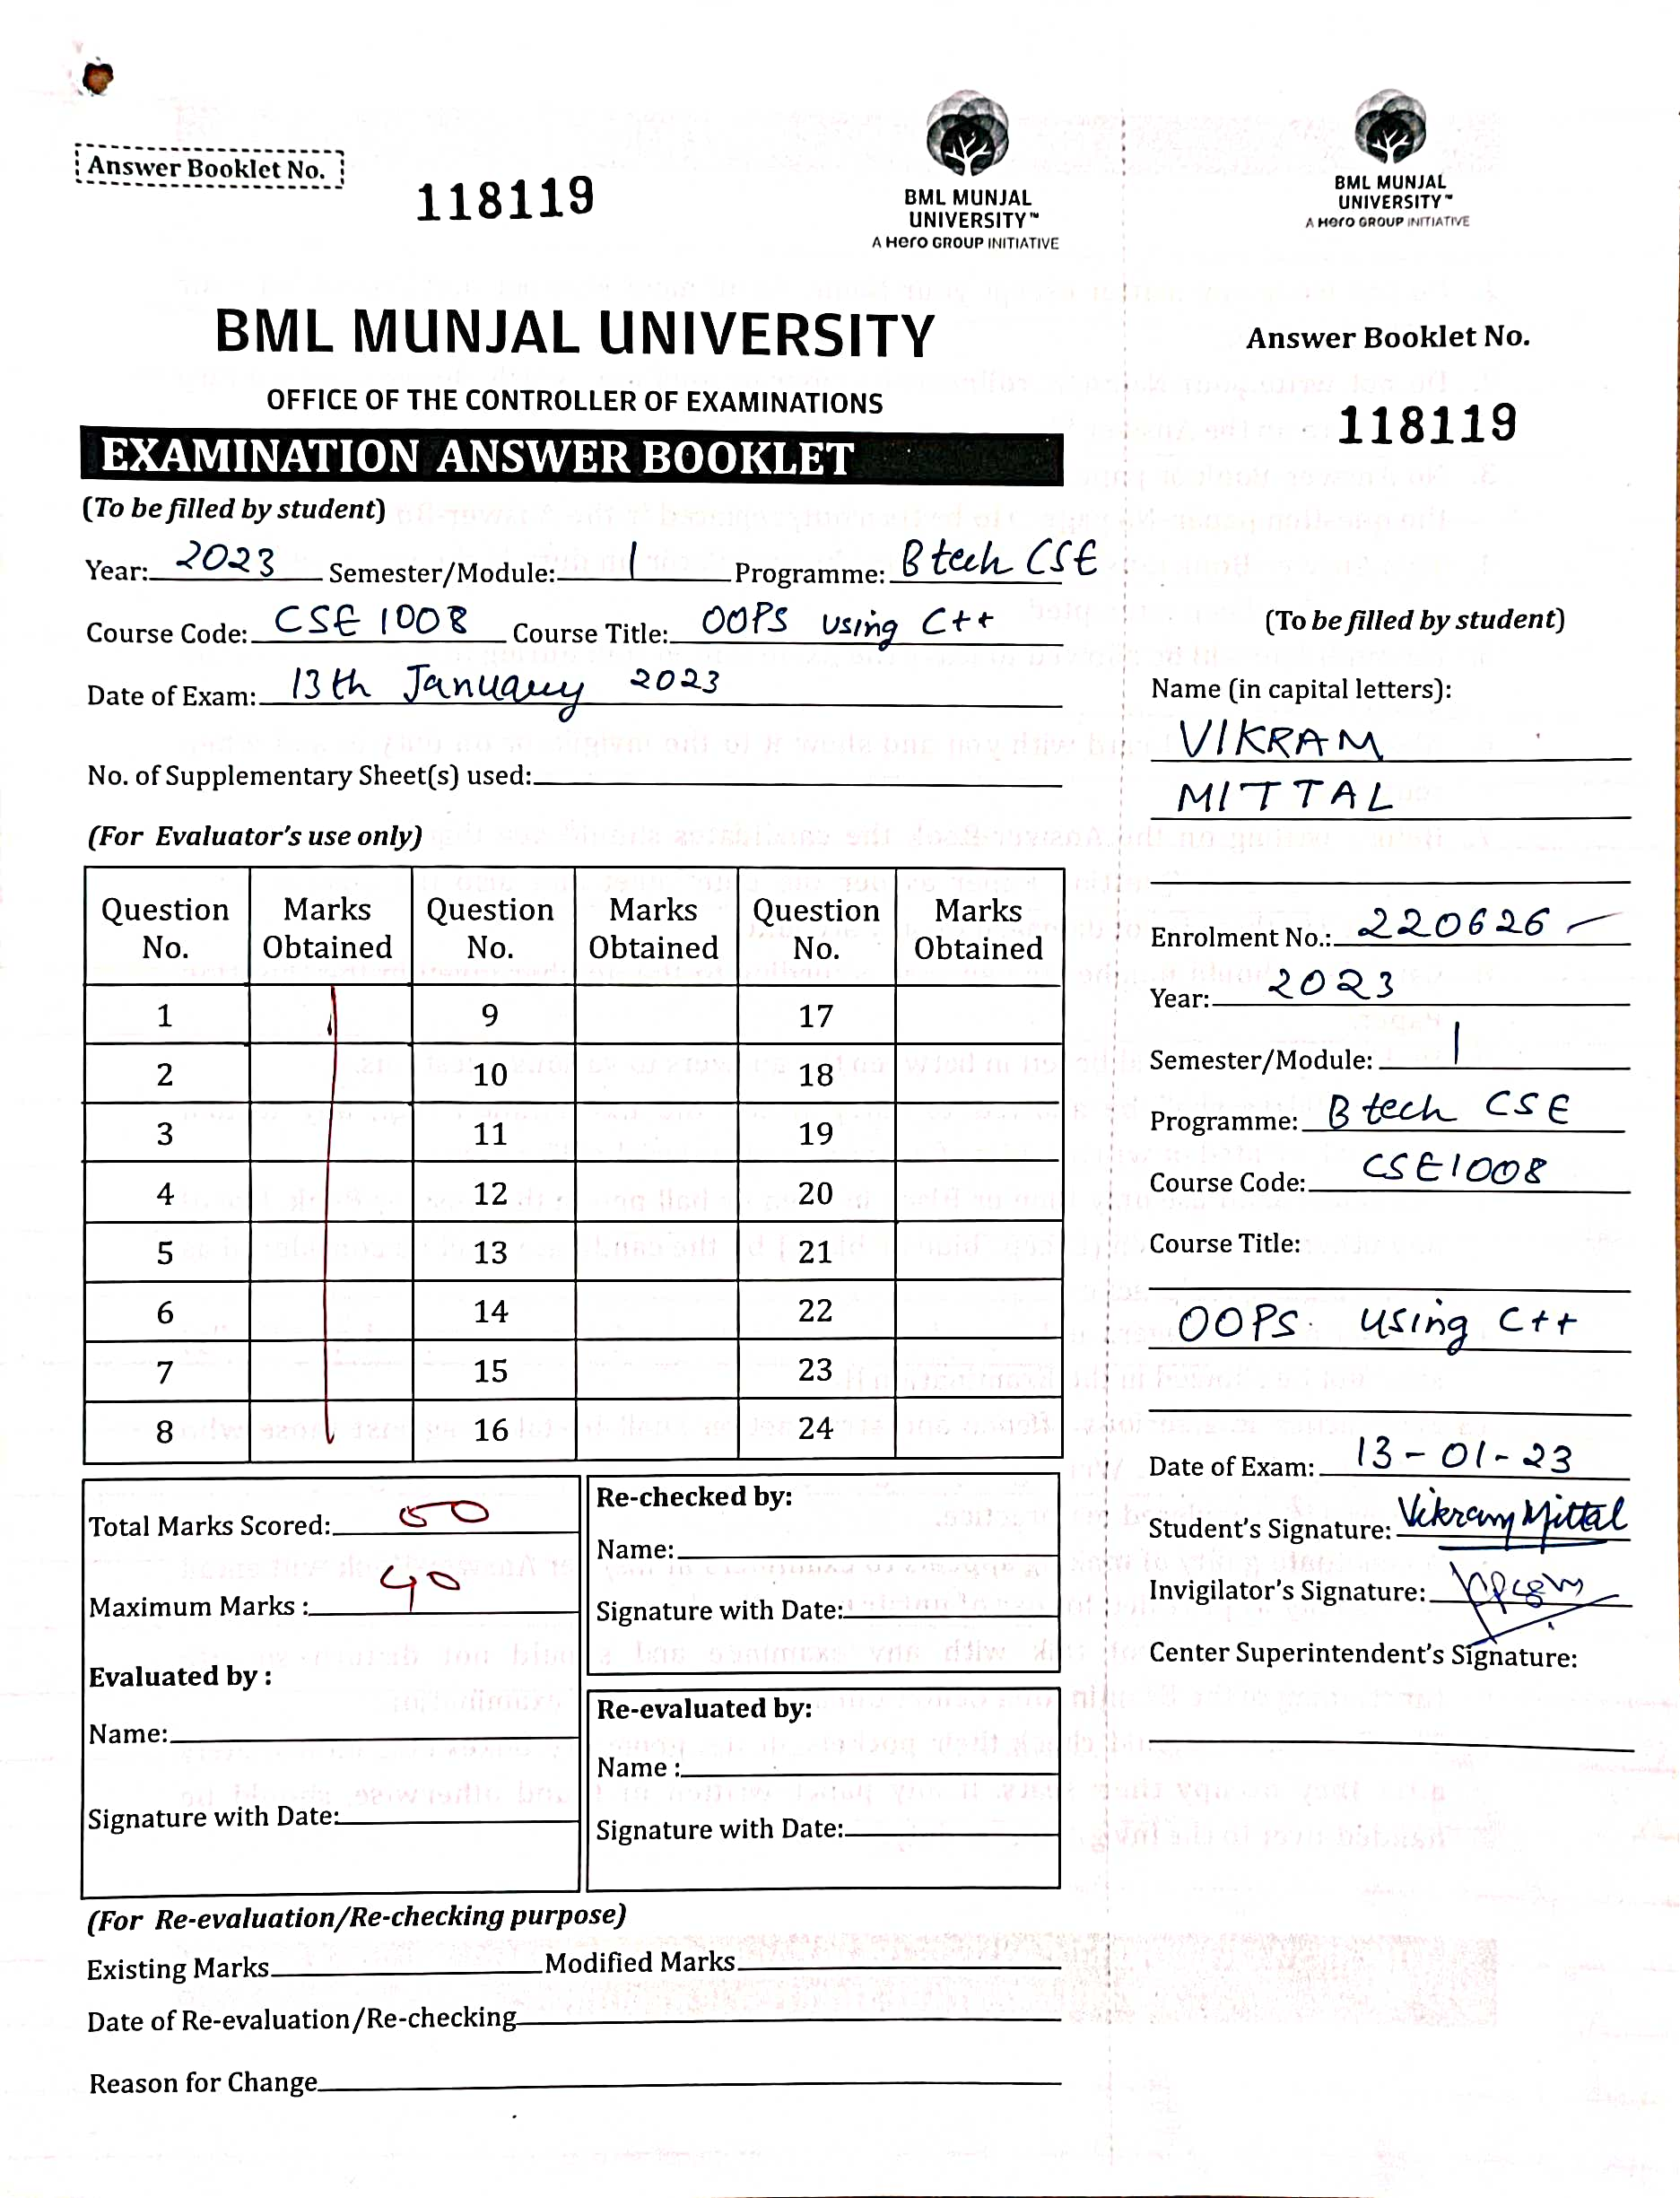 Answer Booklet No.
118119
BML MUNJAL
UNIVERSITY™
A Hero GROUP INITIATIVE
BML MUNJAL UNIVERSITY
OFFICE OF THE CONTROLLER OF EXAMINATIONS
EXAMINATION ANSWER BOOKLET
(To be filled by student)
Year: 2023 Semester/Module: 1 Programme: B tech CSE
Course Code: CSE 1008 Course Title: OOPS using C++
Date of Exam: 13th January 2023
No. of Supplementary Sheet(s) used:
(For Evaluator's use only)
Question No. Marks Obtained Question No. Marks Obtained Question No. Marks Obtained
1 9 17
2 10 18
3 11 19
4 12 20
5 13 21
6 14 22
7 15 23
8 16 24
Total Marks Scored: 50
Maximum Marks : 40
Evaluated by :
Name:
Signature with Date:
Re-checked by:
Name:
Signature with Date:
Re-evaluated by:
Name :
Signature with Date:
(For Re-evaluation/Re-checking purpose)
Existing Marks Modified Marks
Date of Re-evaluation/Re-checking
Reason for Change
BML MUNJAL
UNIVERSITY™
A Hero GROUP INITIATIVE
Answer Booklet No.
118119
(To be filled by student)
Name (in capital letters):
VIKRAM
MITTAL
Enrolment No.: 220626
Year: 2023
Semester/Module: 1
Programme: B tech CSE
Course Code: CSE1008
Course Title:
OOPS using C++
Date of Exam: 13-01-23
Student's Signature: Vikram Mittal
Invigilator's Signature:
Center Superintendent's Signature: